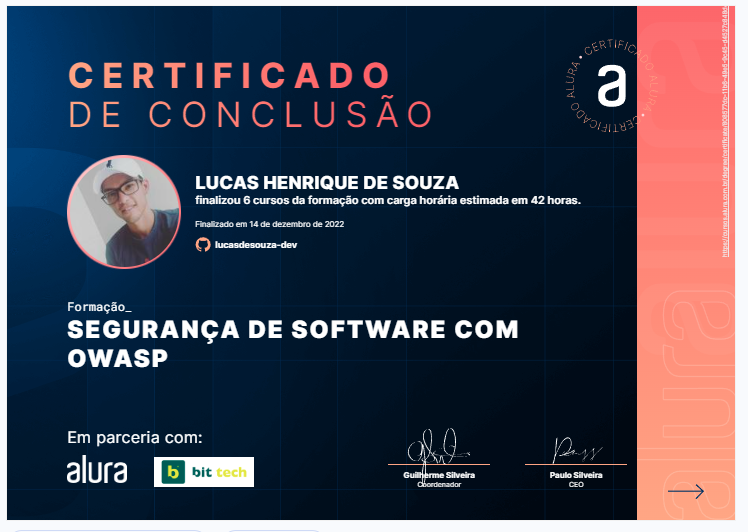 CERTIFICADO
DE CONCLUSÃO
CERTIFICADO ALURA • CERTIFICADO ALURA •
a
LUCAS HENRIQUE DE SOUZA
finalizou 6 cursos da formação com carga horária estimada em 42 horas.
Finalizado em 14 de dezembro de 2022
lucasdesouza-dev
Formação_
SEGURANÇA DE SOFTWARE COM
OWASP
Em parceria com:
alura
b bit tech
Guilherme Silveira
Coordenador
Paulo Silveira
CEO
alura